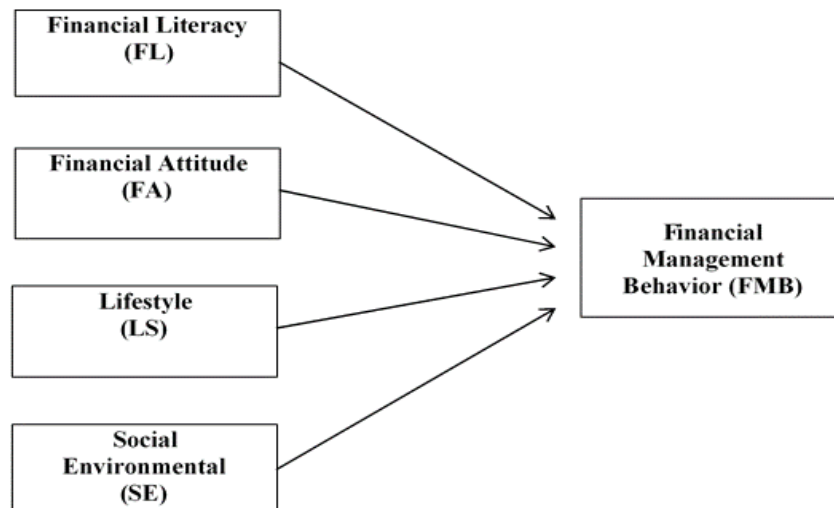 Financial Literacy
(FL)
Financial Attitude
(FA)
Lifestyle
(LS)
Social
Environmental
(SE)
Financial
Management
Behavior (FMB)